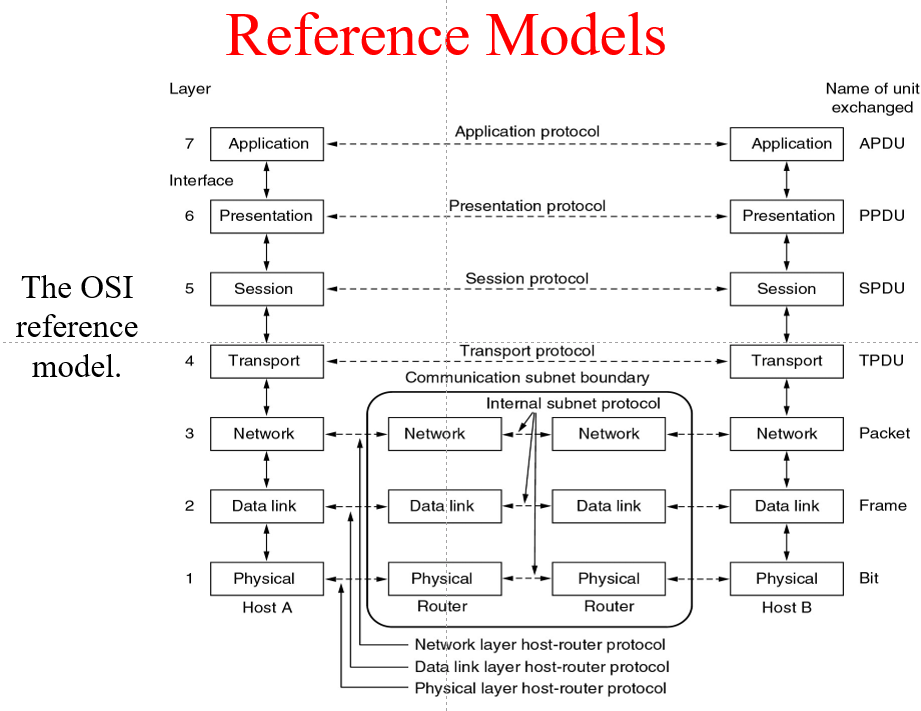 Reference Models
Layer
Name of unit
exchanged
Application protocol
7 Application Application APDU
Interface
Presentation protocol
6 Presentation Presentation PPDU
The OSI
reference
model.
Session protocol
5 Session Session SPDU
Transport protocol
4 Transport Transport TPDU
Communication subnet boundary
Internal subnet protocol
3 Network Network Network Network Packet
2 Data link Data link Data link Data link Frame
1 Physical Physical Physical Physical Bit
Host A Router Router Host B
Network layer host-router protocol
Data link layer host-router protocol
Physical layer host-router protocol